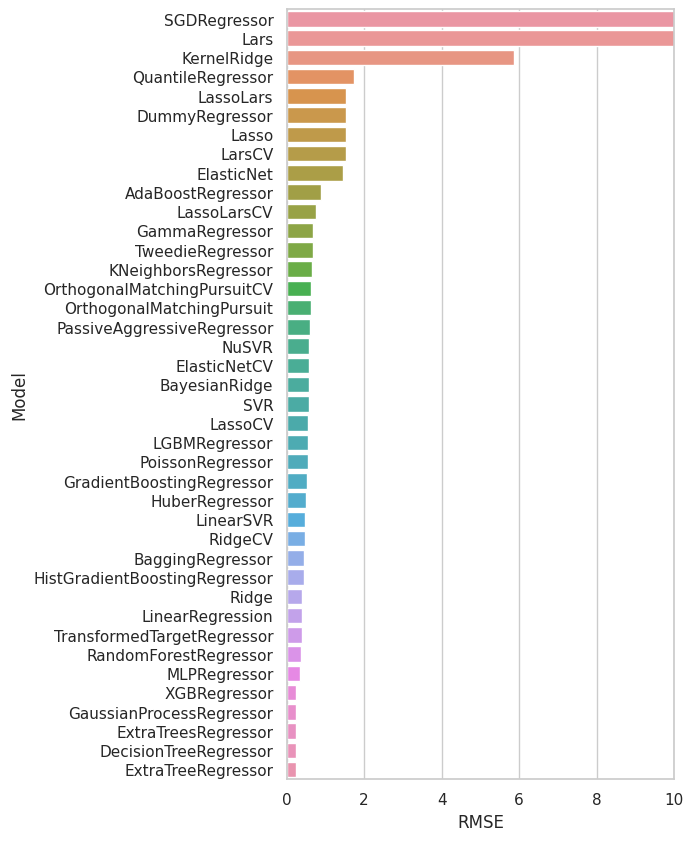 SGDRegressor
Lars
KernelRidge
QuantileRegressor
LassoLars
DummyRegressor
Lasso
LarsCV
ElasticNet
AdaBoostRegressor
LassoLarsCV
GammaRegressor
TweedieRegressor
KNeighborsRegressor
OrthogonalMatchingPursuitCV
OrthogonalMatchingPursuit
PassiveAggressiveRegressor
NuSVR
ElasticNetCV
BayesianRidge
SVR
LassoCV
LGBMRegressor
PoissonRegressor
GradientBoostingRegressor
HuberRegressor
LinearSVR
RidgeCV
BaggingRegressor
HistGradientBoostingRegressor
Ridge
LinearRegression
TransformedTargetRegressor
RandomForestRegressor
MLPRegressor
XGBRegressor
GaussianProcessRegressor
ExtraTreesRegressor
DecisionTreeRegressor
ExtraTreeRegressor
Model
0 2 4 6 8 10
RMSE